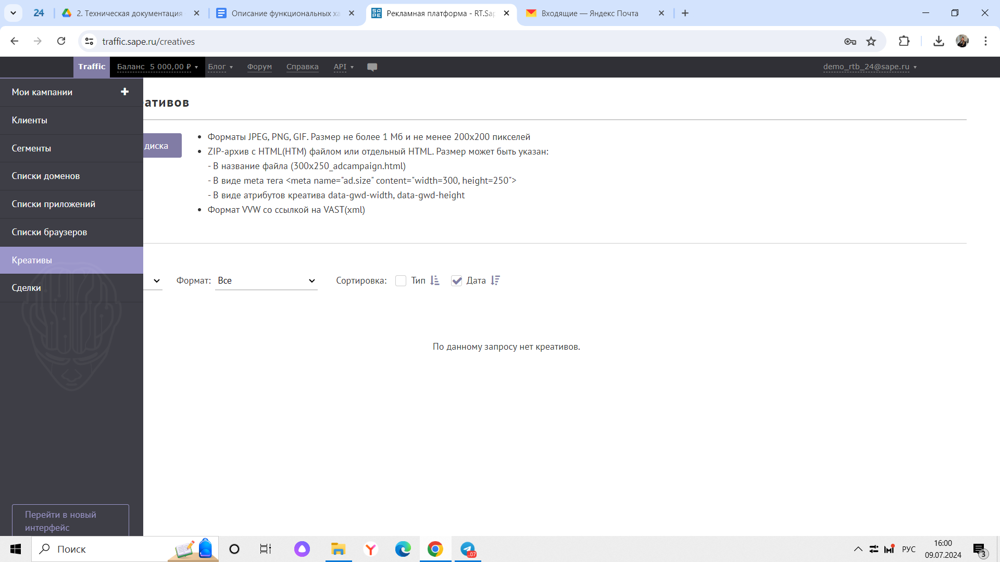 24
2. Техническая документация
Описание функциональных ха
Рекламная платформа - RT.Sap
Входящие — Яндекс Почта
traffic.sape.ru/creatives
Traffic
Баланс 5 000,00 ₽
Блог
Форум
Справка
API
demo_rtb_24@sape.ru
Мои кампании
Клиенты
Сегменты
Списки доменов
Списки приложений
Списки браузеров
Креативы
Сделки
Перейти в новый
интерфейс
ативов
диска
Форматы JPEG, PNG, GIF. Размер не более 1 Мб и не менее 200x200 пикселей
ZIP-архив с HTML(HTM) файлом или отдельный HTML. Размер может быть указан:
- В название файла (300x250_adcampaign.html)
- В виде meta тега <meta name="ad.size" content="width=300, height=250">
- В виде атрибутов креатива data-gwd-width, data-gwd-height
Формат VVW со ссылкой на VAST(xml)
Формат: Все
Сортировка: Тип Дата
По данному запросу нет креативов.
Поиск
..07
РУС
16:00
09.07.2024
3